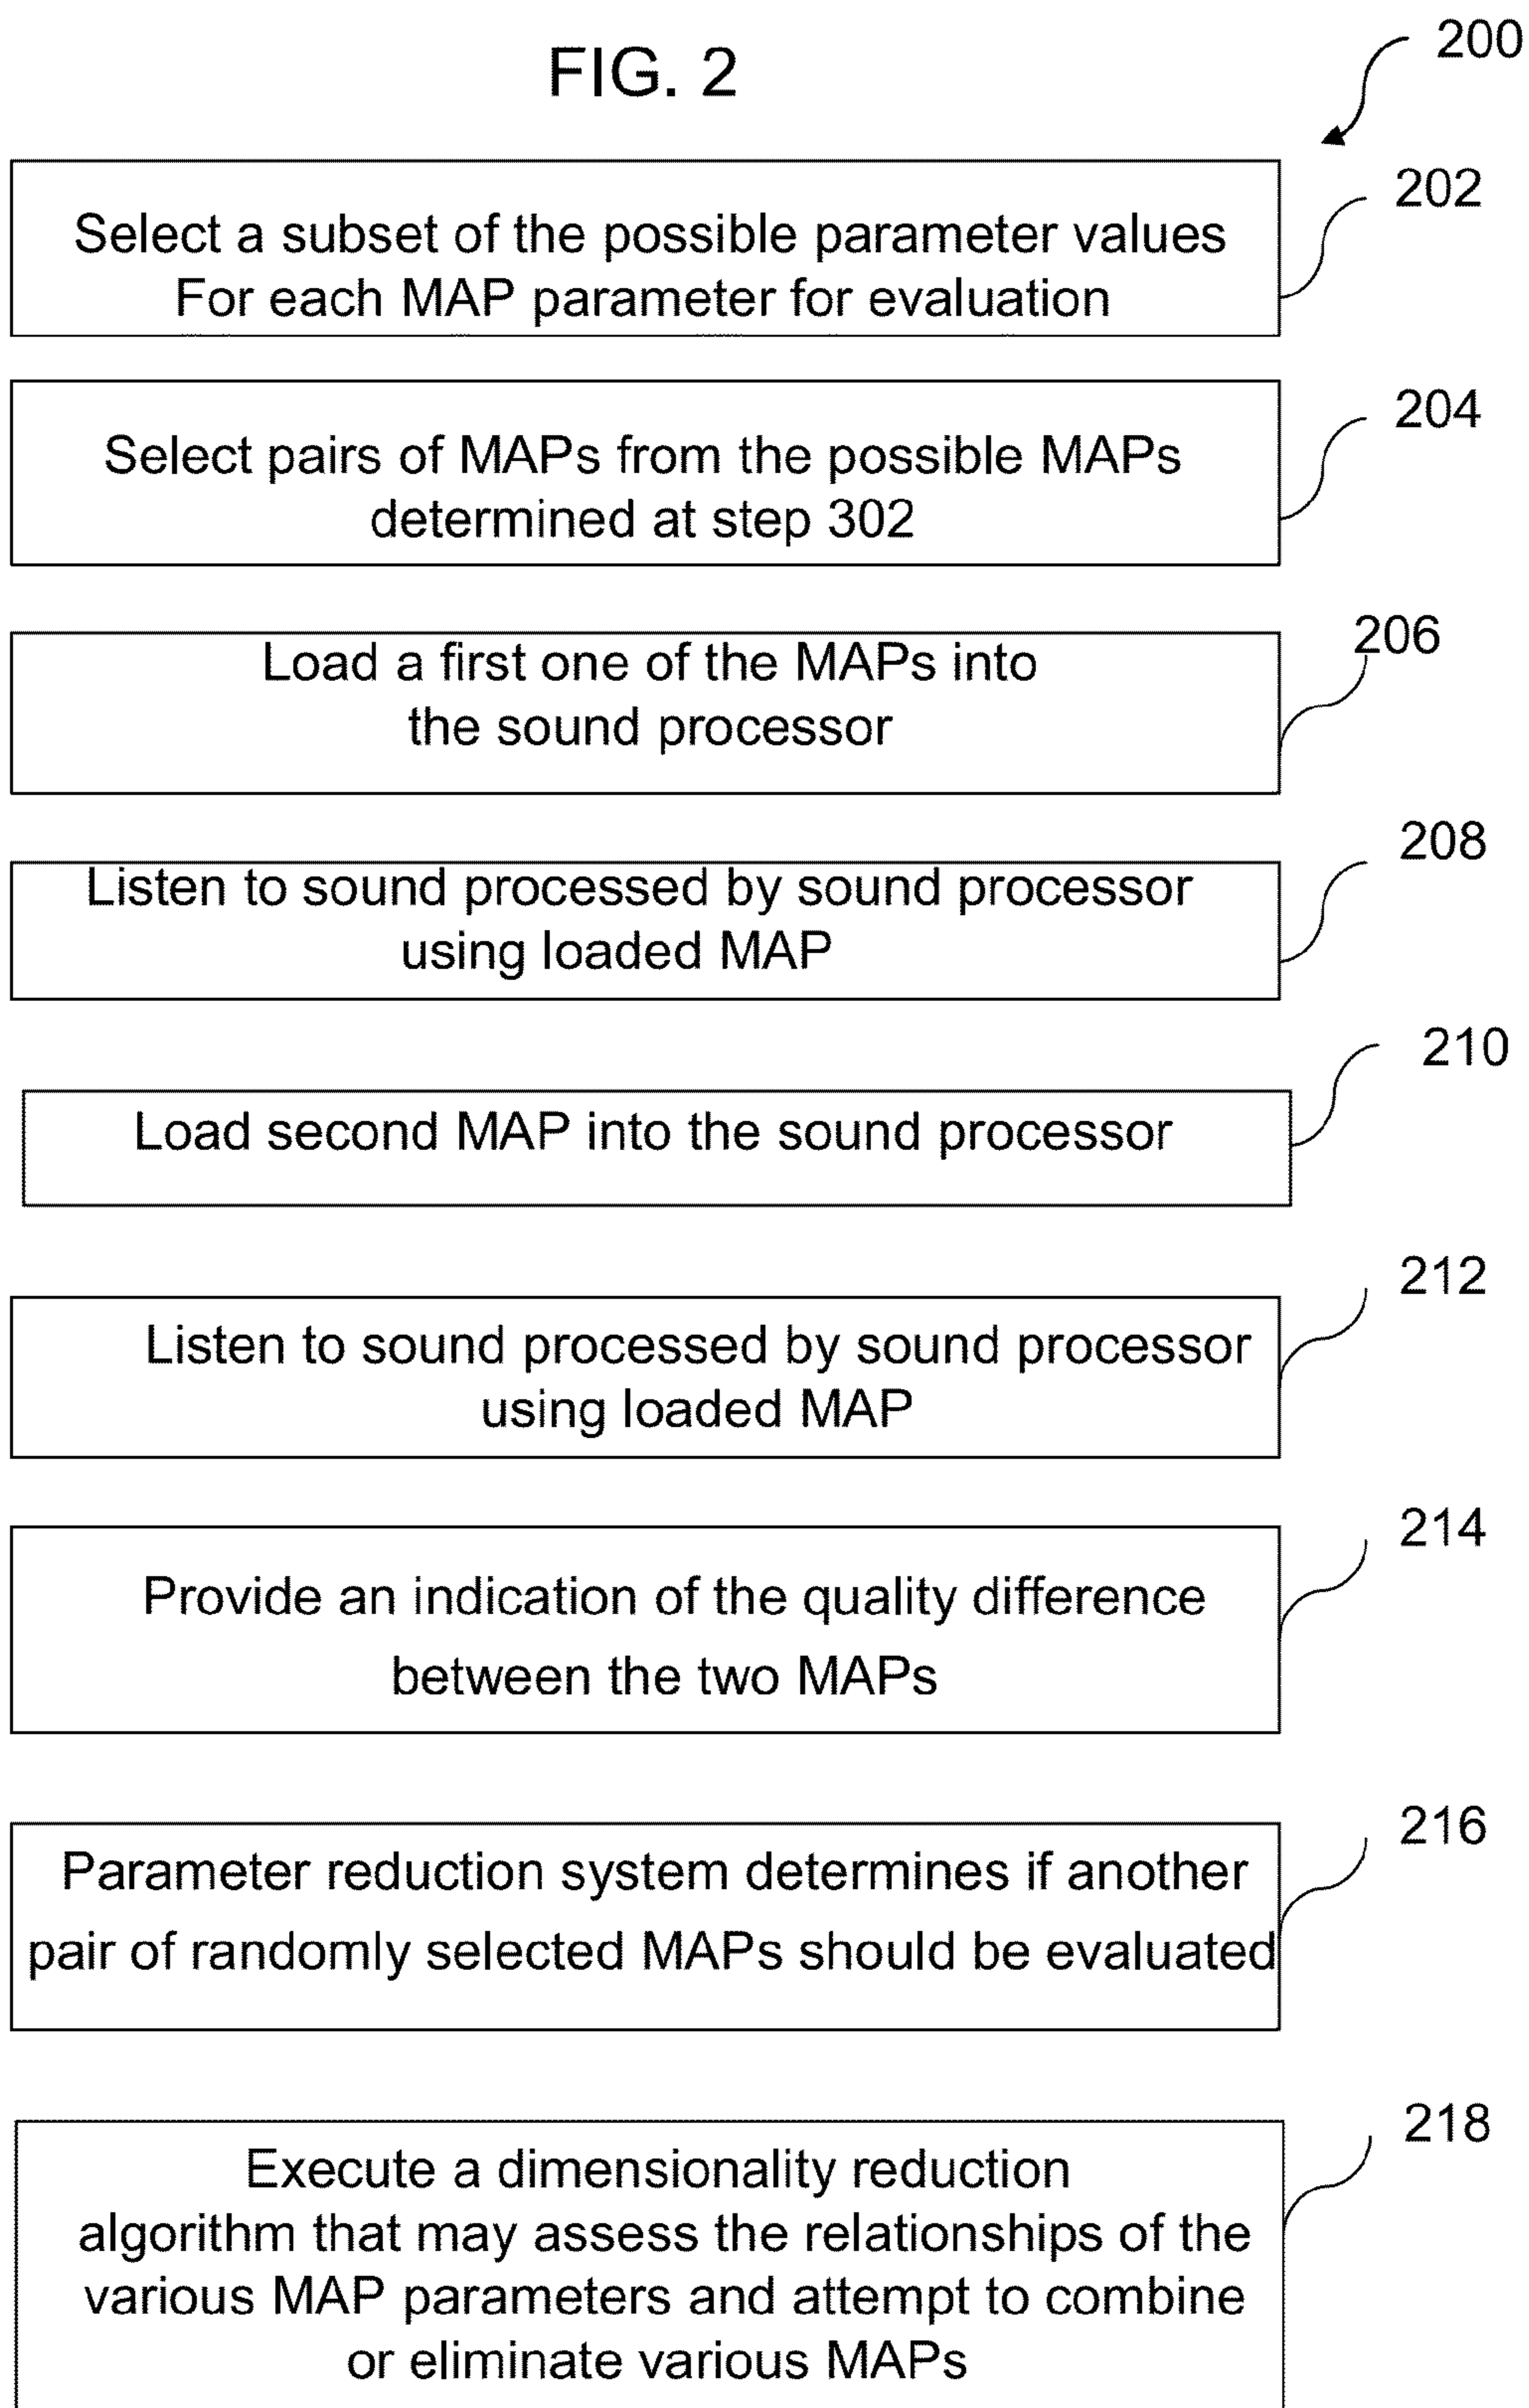 FIG. 2
200
202
Select a subset of the possible parameter values
For each MAP parameter for evaluation
204
Select pairs of MAPs from the possible MAPs
determined at step 302
206
Load a first one of the MAPs into
the sound processor
208
Listen to sound processed by sound processor
using loaded MAP
210
Load second MAP into the sound processor
212
Listen to sound processed by sound processor
using loaded MAP
214
Provide an indication of the quality difference
between the two MAPs
216
Parameter reduction system determines if another
pair of randomly selected MAPs should be evaluated
218
Execute a dimensionality reduction
algorithm that may assess the relationships of the
various MAP parameters and attempt to combine
or eliminate various MAPs